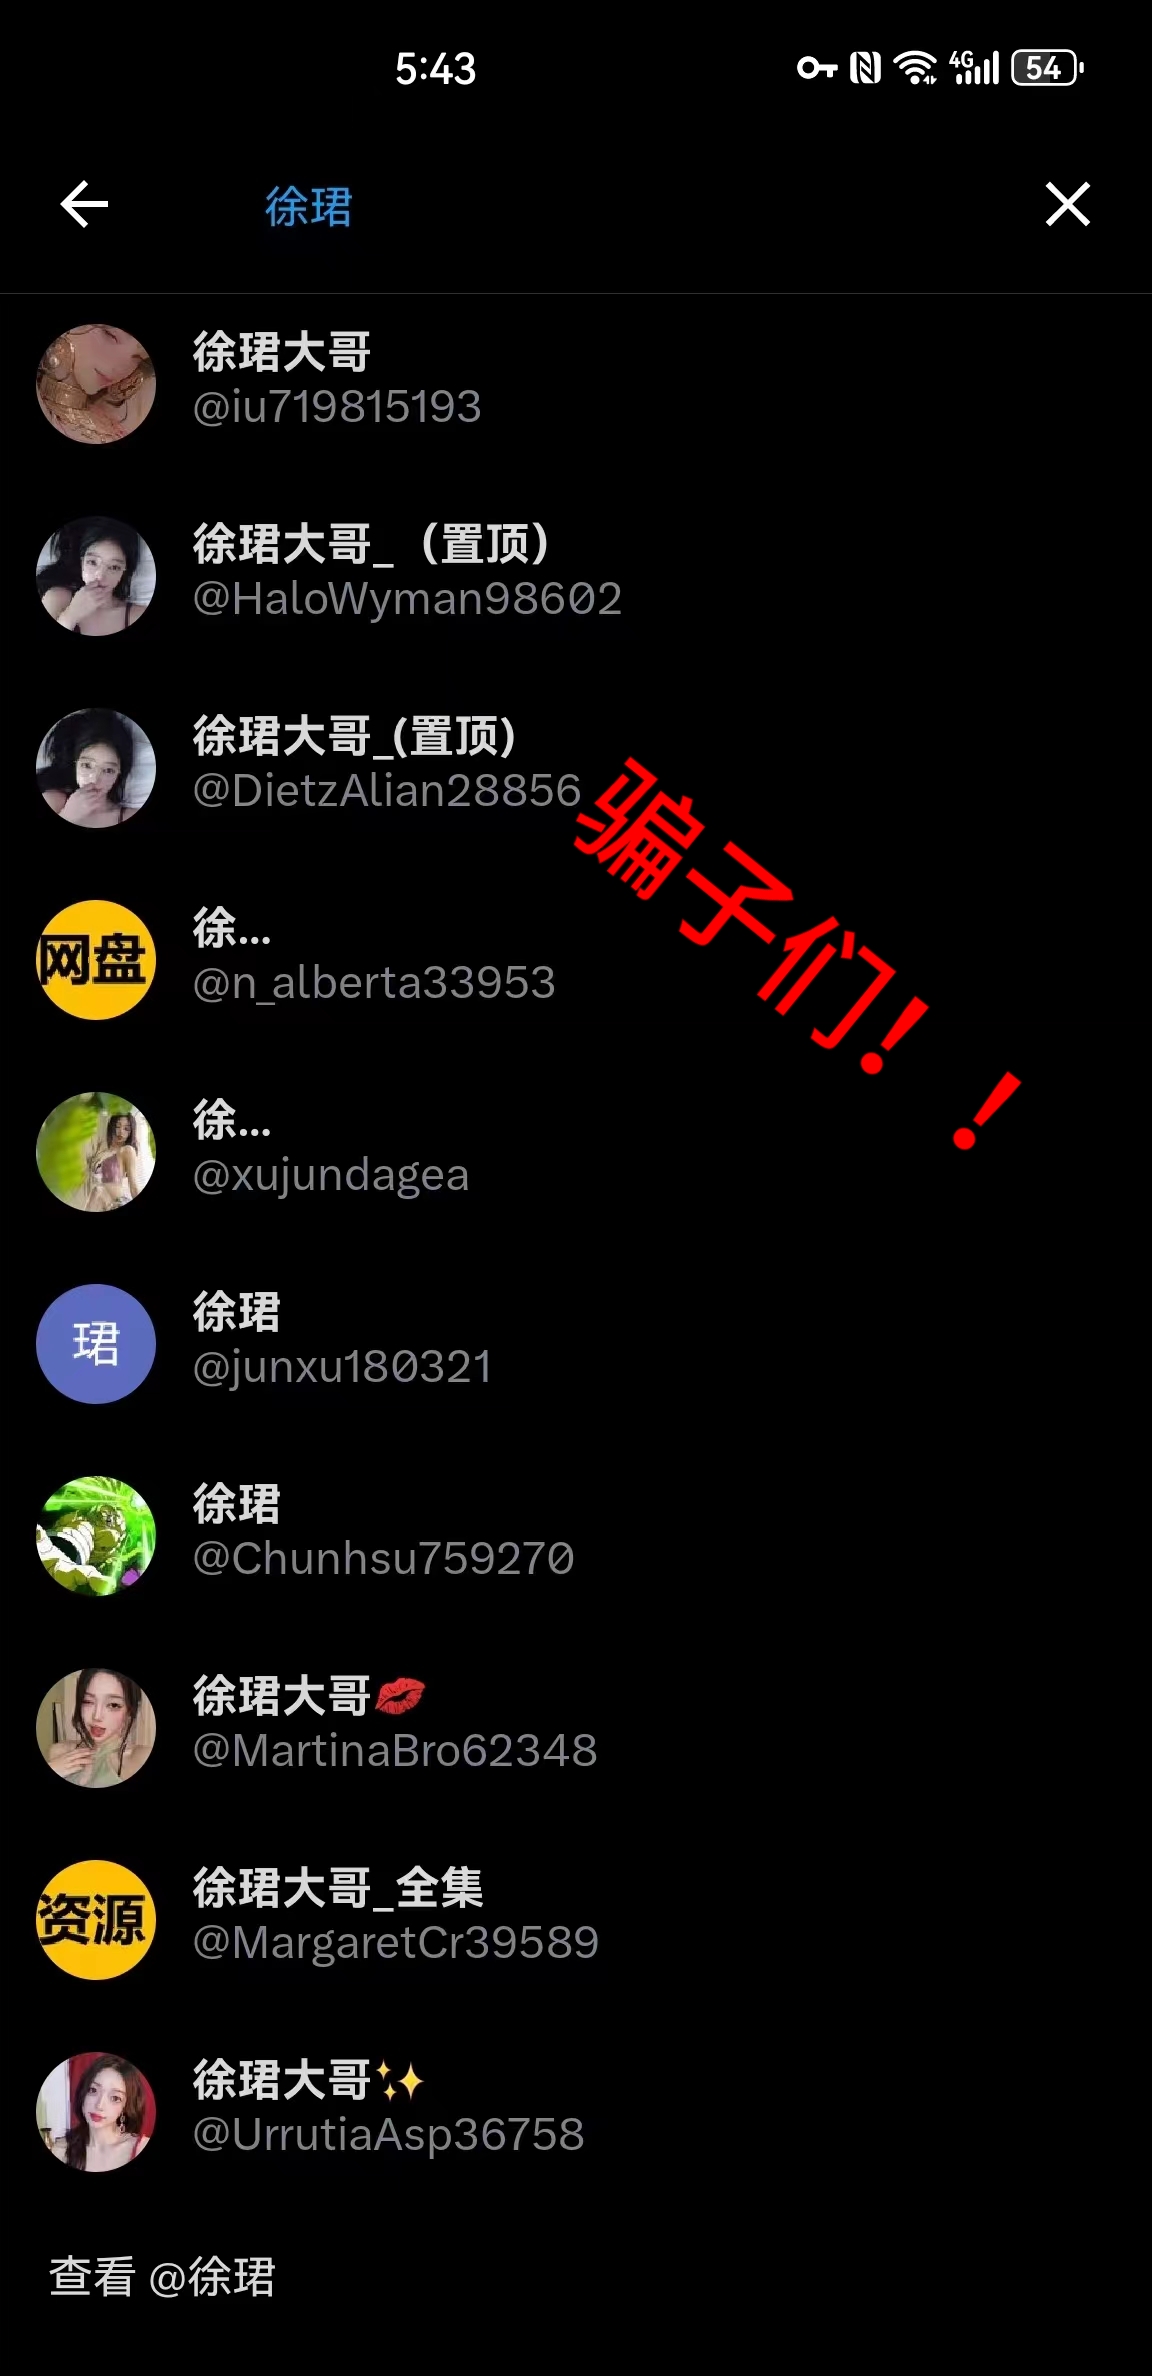 5:43
4G
54
徐珺
徐珺大哥
@iu719815193
徐珺大哥_（置顶）
@HaloWyman98602
徐珺大哥_(置顶)
@DietzAlian28856
骗子们！！
网盘
徐...
@n_alberta33953
徐...
@xujundagea
珺
徐珺
@junxu180321
徐珺
@Chunhsu759270
徐珺大哥💋
@MartinaBro62348
资源
徐珺大哥_全集
@MargaretCr39589
徐珺大哥✨
@UrrutiaAsp36758
查看 @徐珺